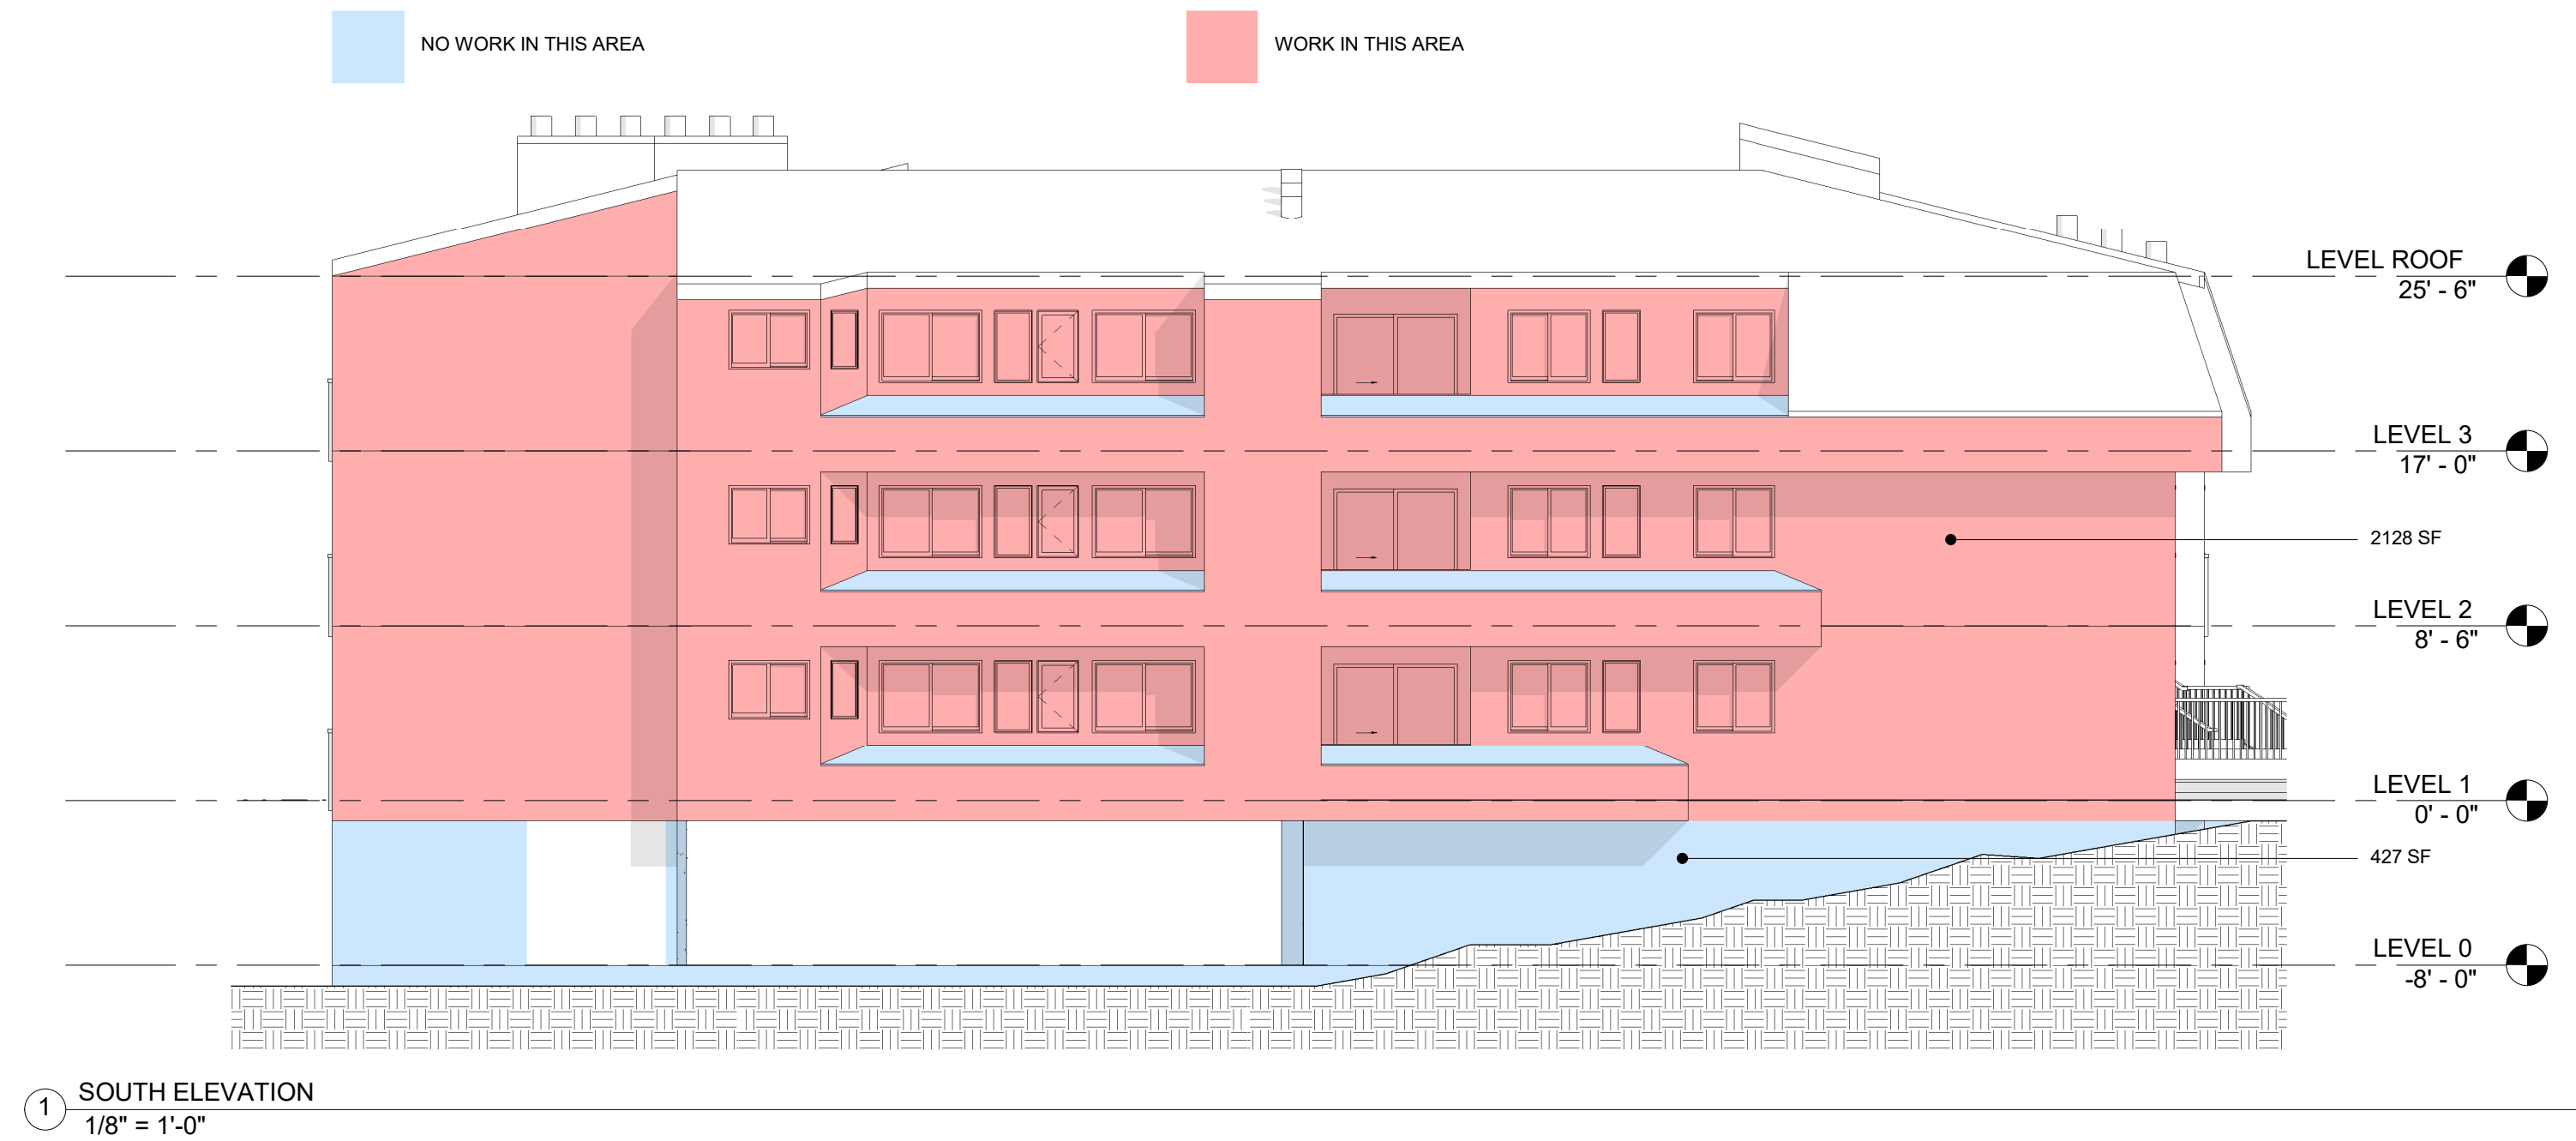 NO WORK IN THIS AREA
WORK IN THIS AREA
LEVEL ROOF
25' - 6"
LEVEL 3
17' - 0"
2128 SF
LEVEL 2
8' - 6"
LEVEL 1
0' - 0"
427 SF
LEVEL 0
-8' - 0"
1 SOUTH ELEVATION
1/8" = 1'-0"